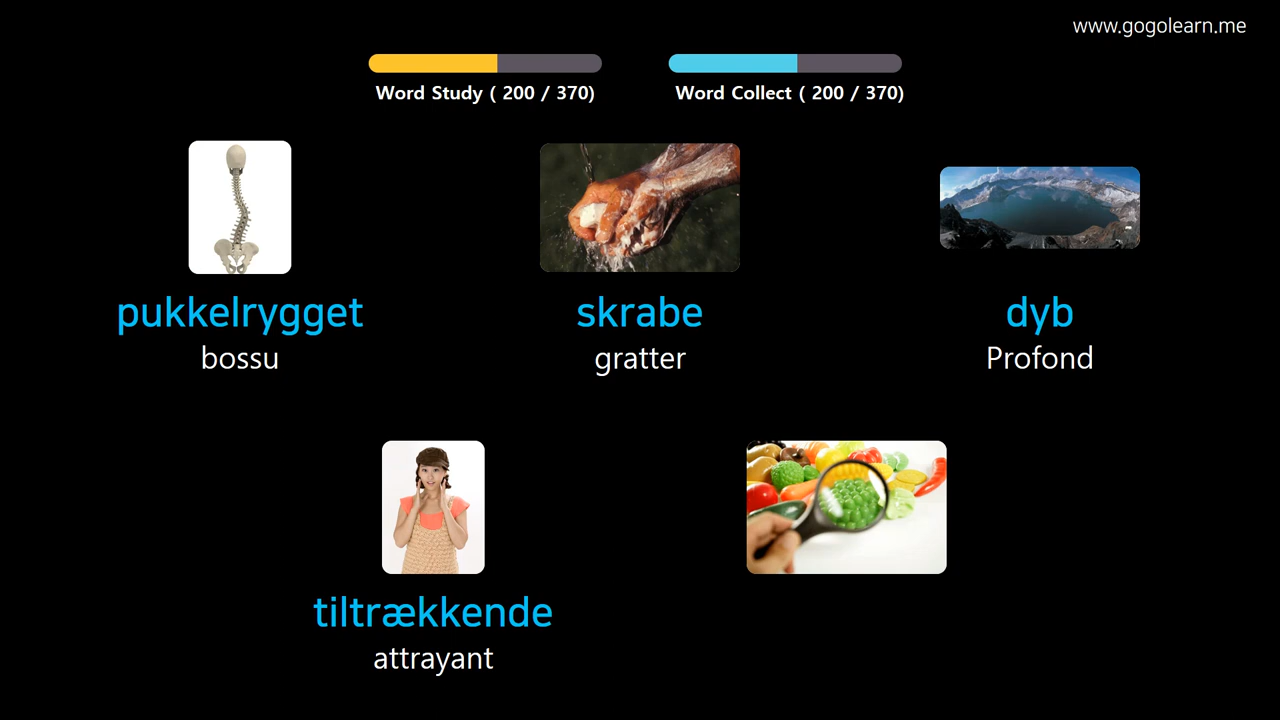 www.gogolearn.me
Word Study ( 200 / 370)
Word Collect ( 200 / 370)
pukkelrygget
bossu
skrabe
gratter
dyb
Profond
tiltrækkende
attrayant